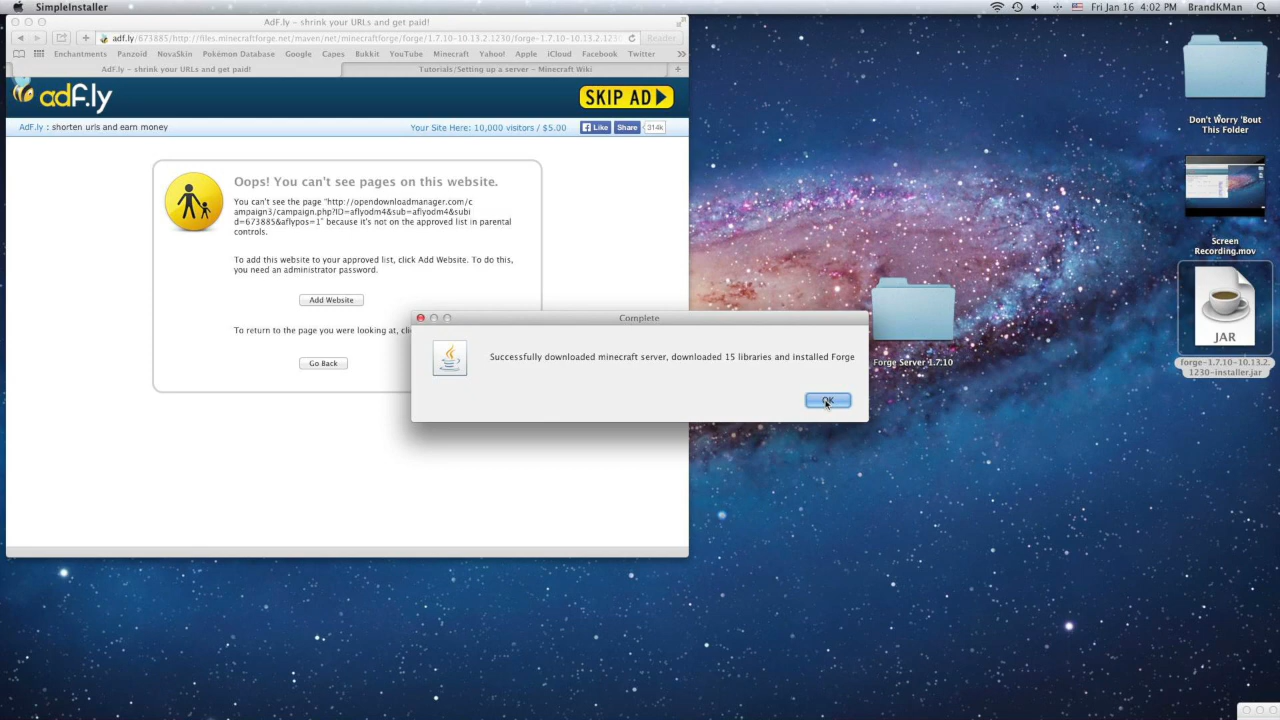 SimpleInstaller
Fri Jan 16 4:02 PM BrandKMan
AdF.ly – shrink your URLs and get paid!
adf.ly/673885/http://files.minecraftforge.net/maven/net/minecraftforge/forge/1.7.10-10.13.2.1230/forge-1.7.10-10.13.2.1230
Reader
Enchantments Panzoid NovaSkin Pokémon Database Google Capes Bukkit YouTube Minecraft Yahoo! Apple iCloud Facebook Twitter
AdF.ly – shrink your URLs and get paid!
Tutorials/Setting up a server – Minecraft Wiki
adf.ly
SKIP AD
AdF.ly : shorten urls and earn money
Your Site Here: 10,000 visitors / $5.00
Like Share 314k
Oops! You can't see pages on this website.
You can't see the page "http://opendownloadmanager.com/c
ampaign3/campaign.php?ID=aflyodm4&sub=aflyodm4&subi
d=673885&aflypos=1" because it's not on the approved list in parental
controls.
To add this website to your approved list, click Add Website. To do this,
you need an administrator password.
Add Website
To return to the page you were looking at, cli
Go Back
Complete
Successfully downloaded minecraft server, downloaded 15 libraries and installed Forge
OK
Forge Server 1.7.10
Don't Worry 'Bout
This Folder
Screen
Recording.mov
JAR
forge-1.7.10-10.13.2.
1230-installer.jar